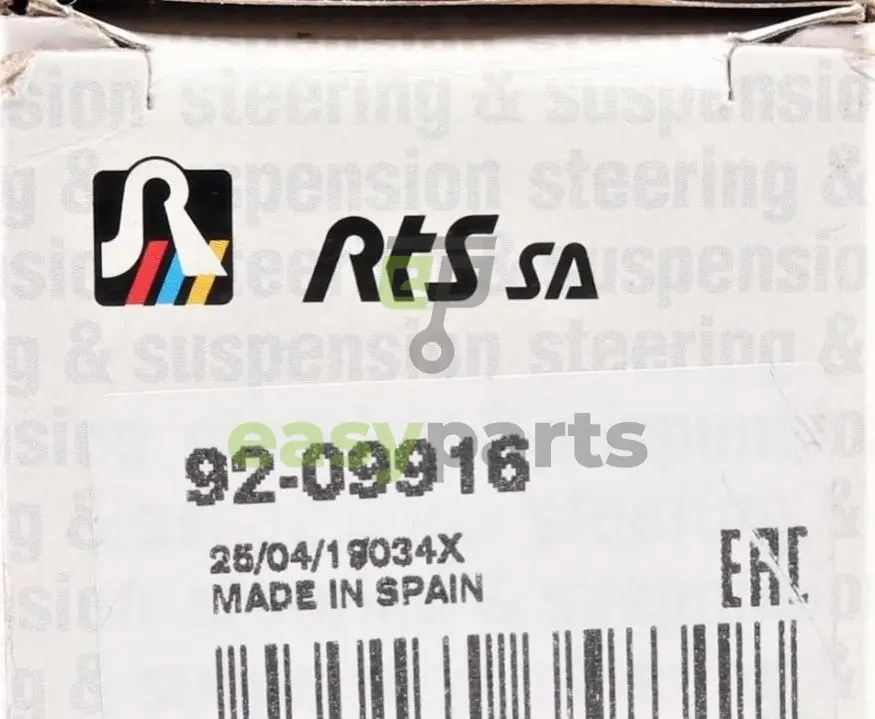 sion steering & suspensio
g & suspension steering &
RtS SA
sion steering & suspensio
& suspension steering &
easyparts
92-09916
25/04/19034X
MADE IN SPAIN
EAC